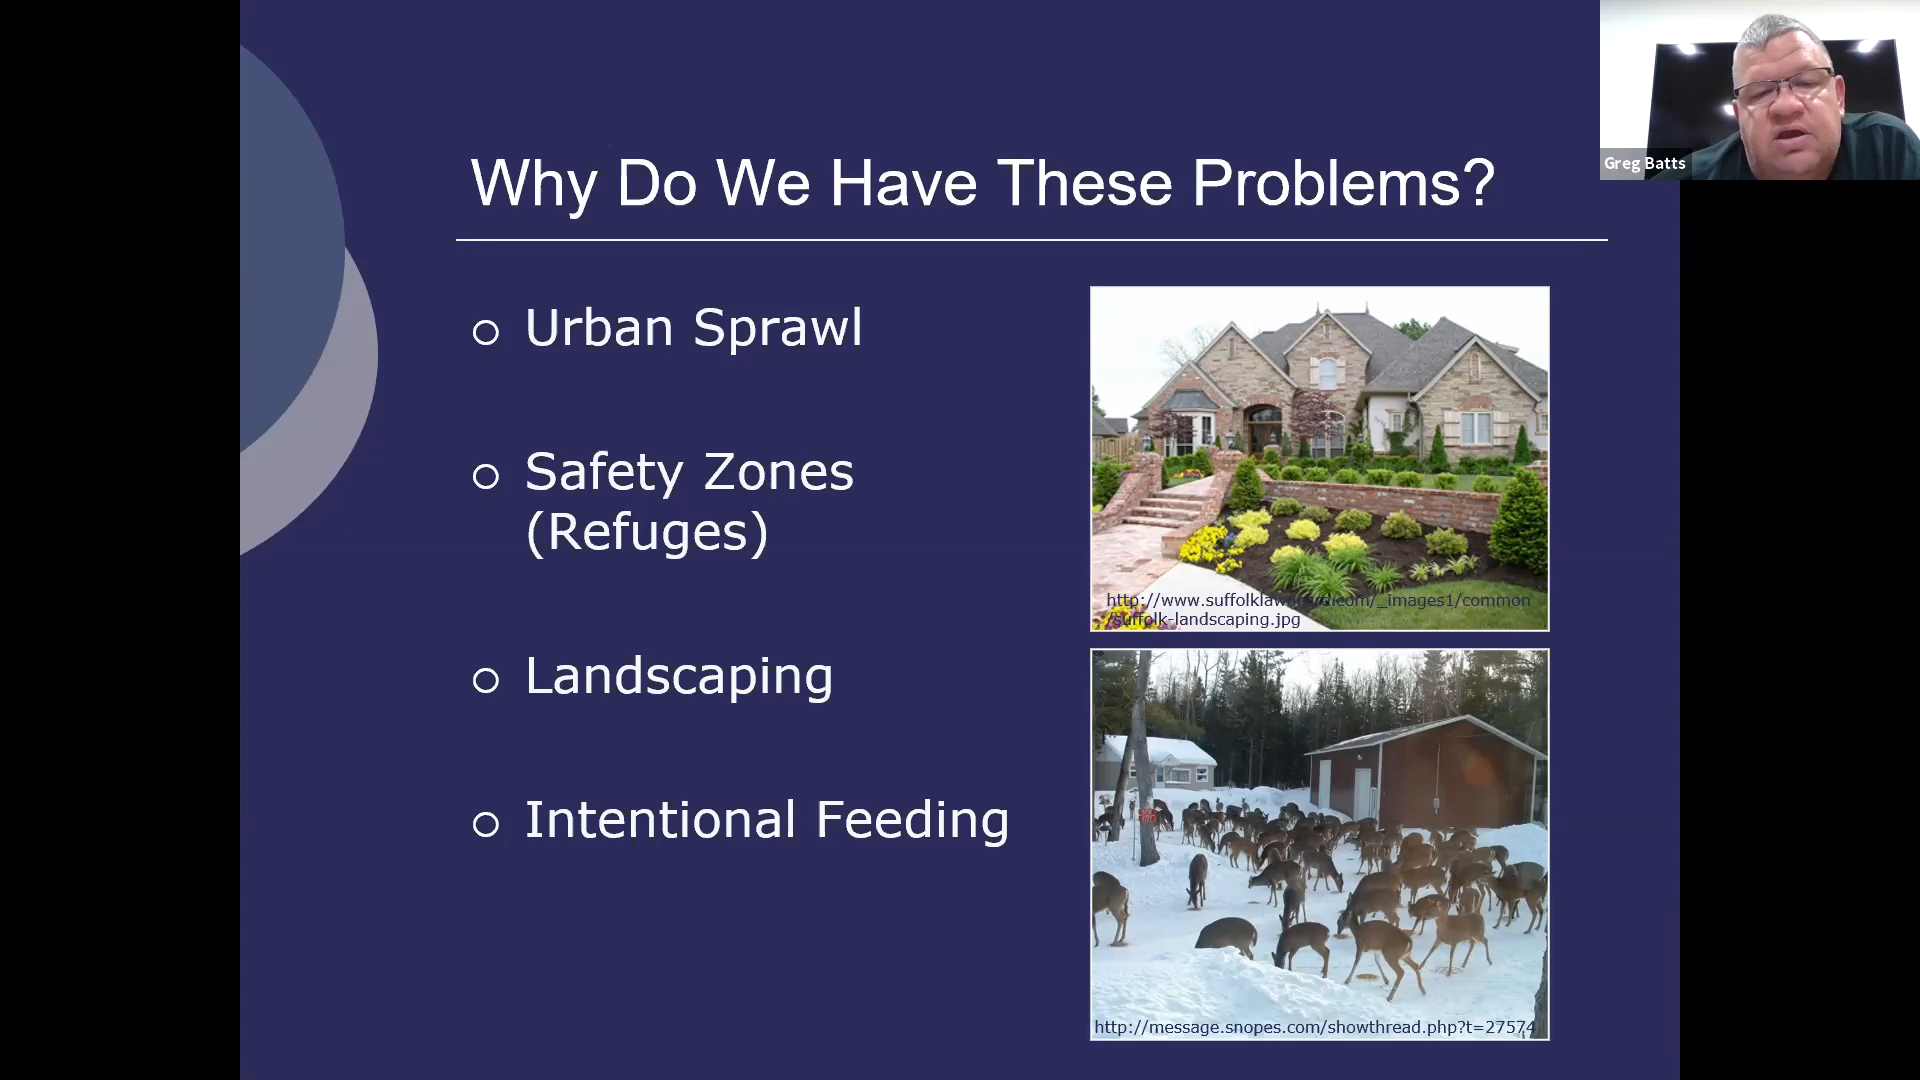 Greg Batts
Why Do We Have These Problems?
Urban Sprawl
Safety Zones
(Refuges)
Landscaping
Intentional Feeding
http://www.suffolklawncare.com/_images1/common
/suffolk-landscaping.jpg
http://message.snopes.com/showthread.php?t=27574